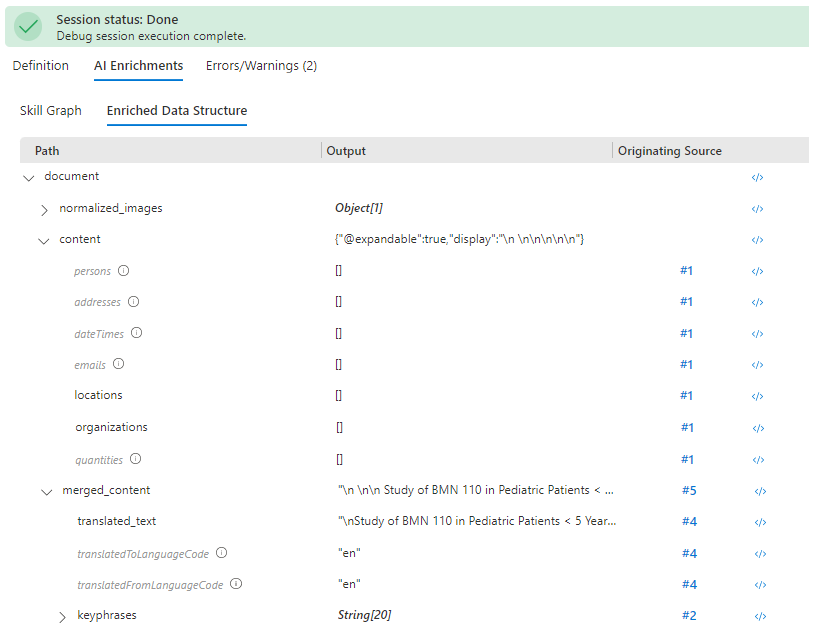 Session status: Done
Debug session execution complete.
Definition AI Enrichments Errors/Warnings (2)
Skill Graph Enriched Data Structure
Path Output Originating Source
document </>
normalized_images Object[1] </>
content {"@expandable":true,"display":"\n \n\n\n\n\n"} </>
persons [] #1 </>
addresses [] #1 </>
dateTimes [] #1 </>
emails [] #1 </>
locations [] #1 </>
organizations [] #1 </>
quantities [] #1 </>
merged_content "\n \n\n Study of BMN 110 in Pediatric Patients < ... #5 </>
translated_text "\nStudy of BMN 110 in Pediatric Patients < 5 Year... #4 </>
translatedToLanguageCode "en" #4 </>
translatedFromLanguageCode "en" #4 </>
keyphrases String[20] #2 </>